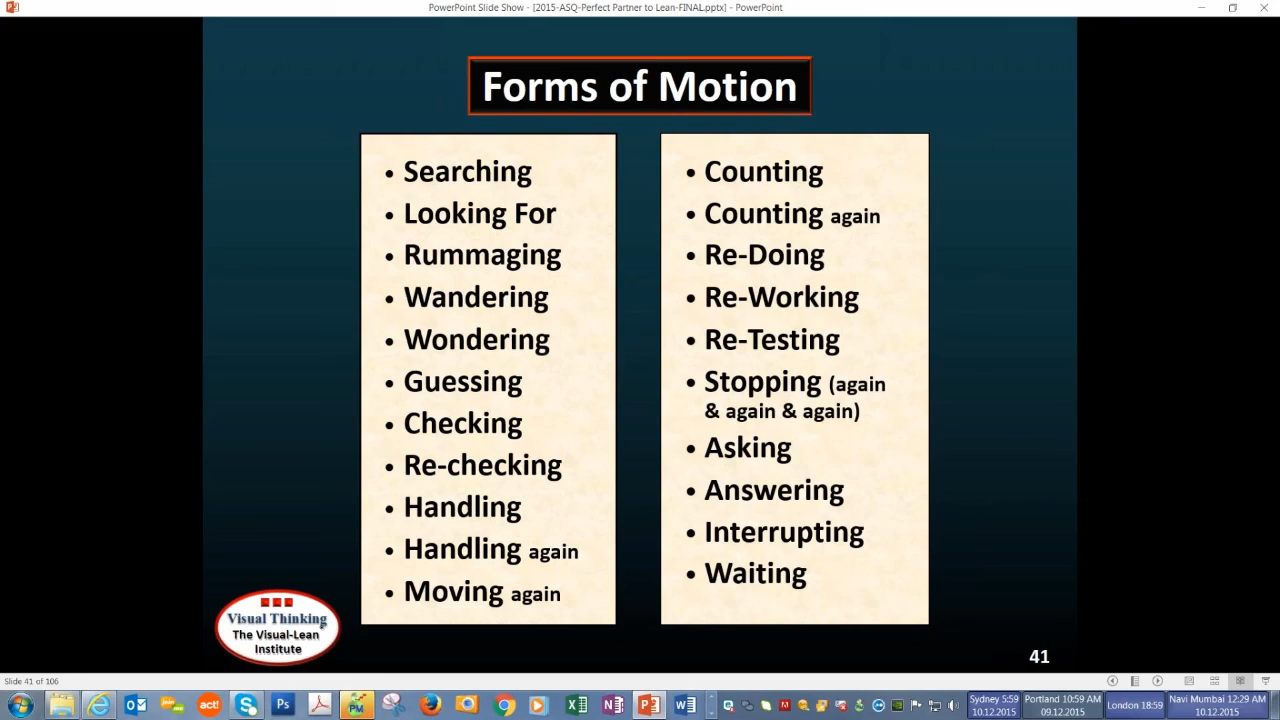 PowerPoint Slide Show - [2015-ASQ-Perfect Partner to Lean-FINAL.pptx] - PowerPoint
Forms of Motion
• Searching
• Looking For
• Rummaging
• Wandering
• Wondering
• Guessing
• Checking
• Re-checking
• Handling
• Handling again
• Moving again
• Counting
• Counting again
• Re-Doing
• Re-Working
• Re-Testing
• Stopping (again
& again & again)
• Asking
• Answering
• Interrupting
• Waiting
Visual Thinking
The Visual-Lean
Institute
41
Slide 41 of 106
act!
Ps
PM
Sydney 5:59
10.12.2015
Portland 10:59 AM
09.12.2015
London 18:59
Navi Mumbai 12:29 AM
10.12.2015